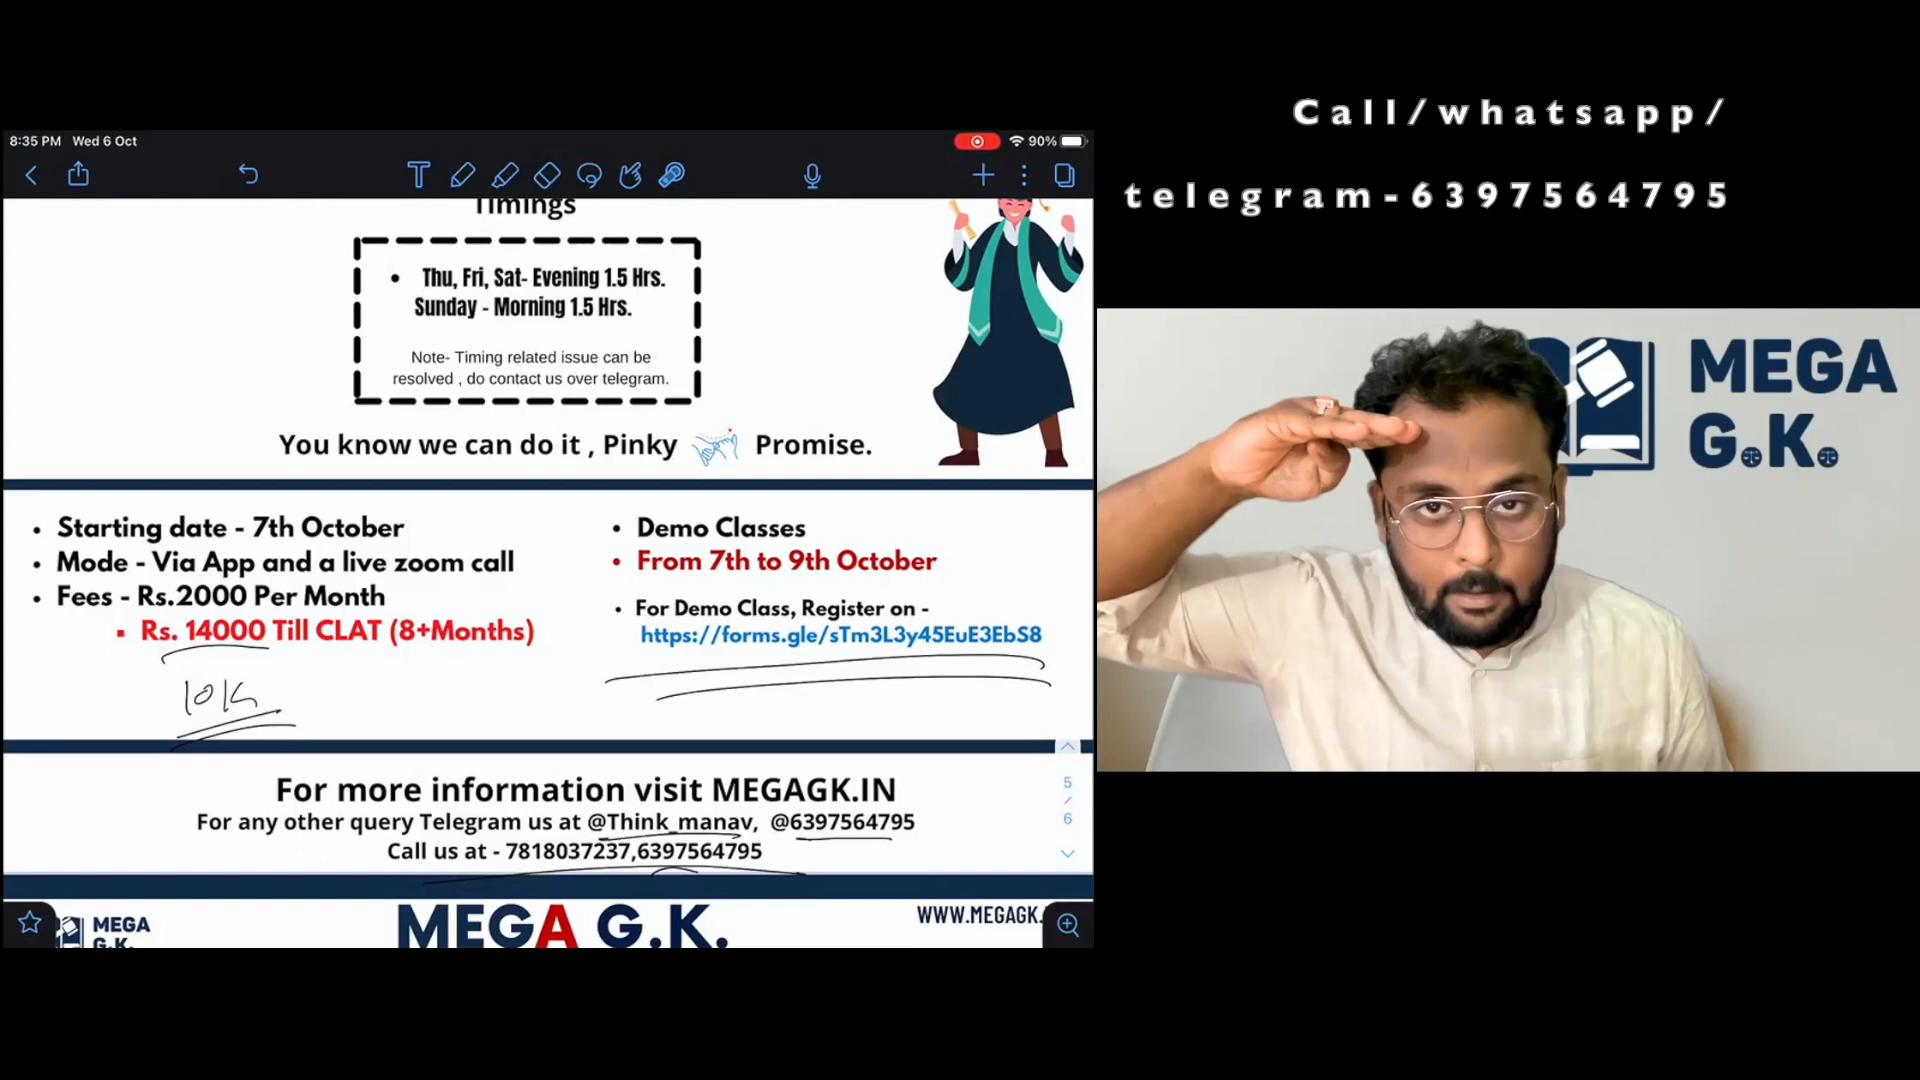 Call/whatsapp/
telegram-6397564795
8:35 PM Wed 6 Oct
90%
Timings
• Thu, Fri, Sat- Evening 1.5 Hrs.
Sunday - Morning 1.5 Hrs.
Note- Timing related issue can be
resolved , do contact us over telegram.
You know we can do it , Pinky Promise.
• Starting date - 7th October
• Mode - Via App and a live zoom call
• Fees - Rs.2000 Per Month
▪ Rs. 14000 Till CLAT (8+Months)
10K
• Demo Classes
• From 7th to 9th October
• For Demo Class, Register on -
https://forms.gle/sTm3L3y45EuE3EbS8
For more information visit MEGAGK.IN
For any other query Telegram us at @Think_manav, @6397564795
Call us at - 7818037237,6397564795
5
/
6
MEGA
G.K.
MEGA G.K.
WWW.MEGAGK.
MEGA
G.K.